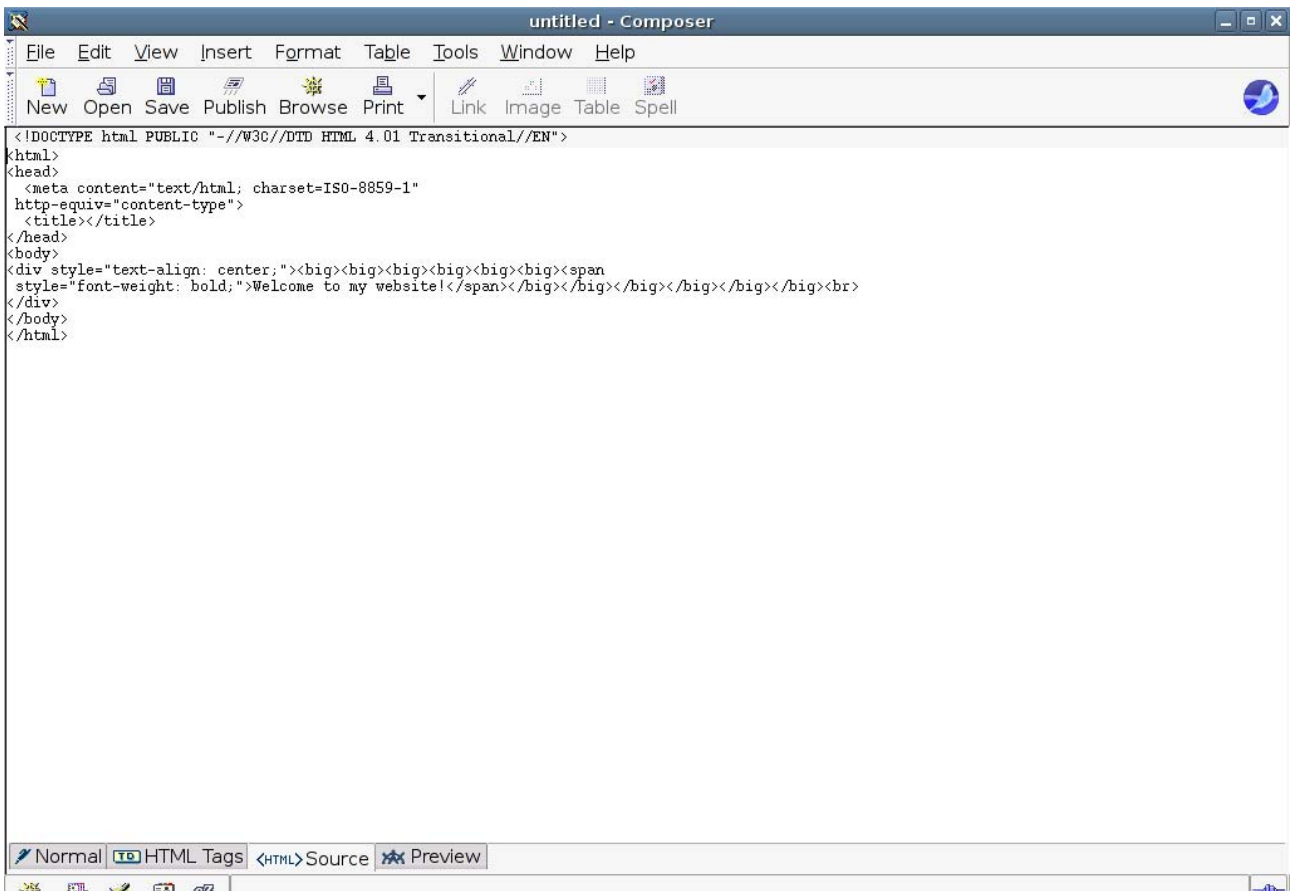 untitled - Composer
File Edit View Insert Format Table Tools Window Help
New Open Save Publish Browse Print Link Image Table Spell
<!DOCTYPE html PUBLIC "-//W3C//DTD HTML 4.01 Transitional//EN">
<html>
<head>
<meta content="text/html; charset=ISO-8859-1"
http-equiv="content-type">
<title></title>
</head>
<body>
<div style="text-align: center;"><big><big><big><big><big><big><span
style="font-weight: bold;">Welcome to my website!</span></big></big></big></big></big></big><br>
</div>
</body>
</html>
Normal TD HTML Tags <HTML> Source Preview